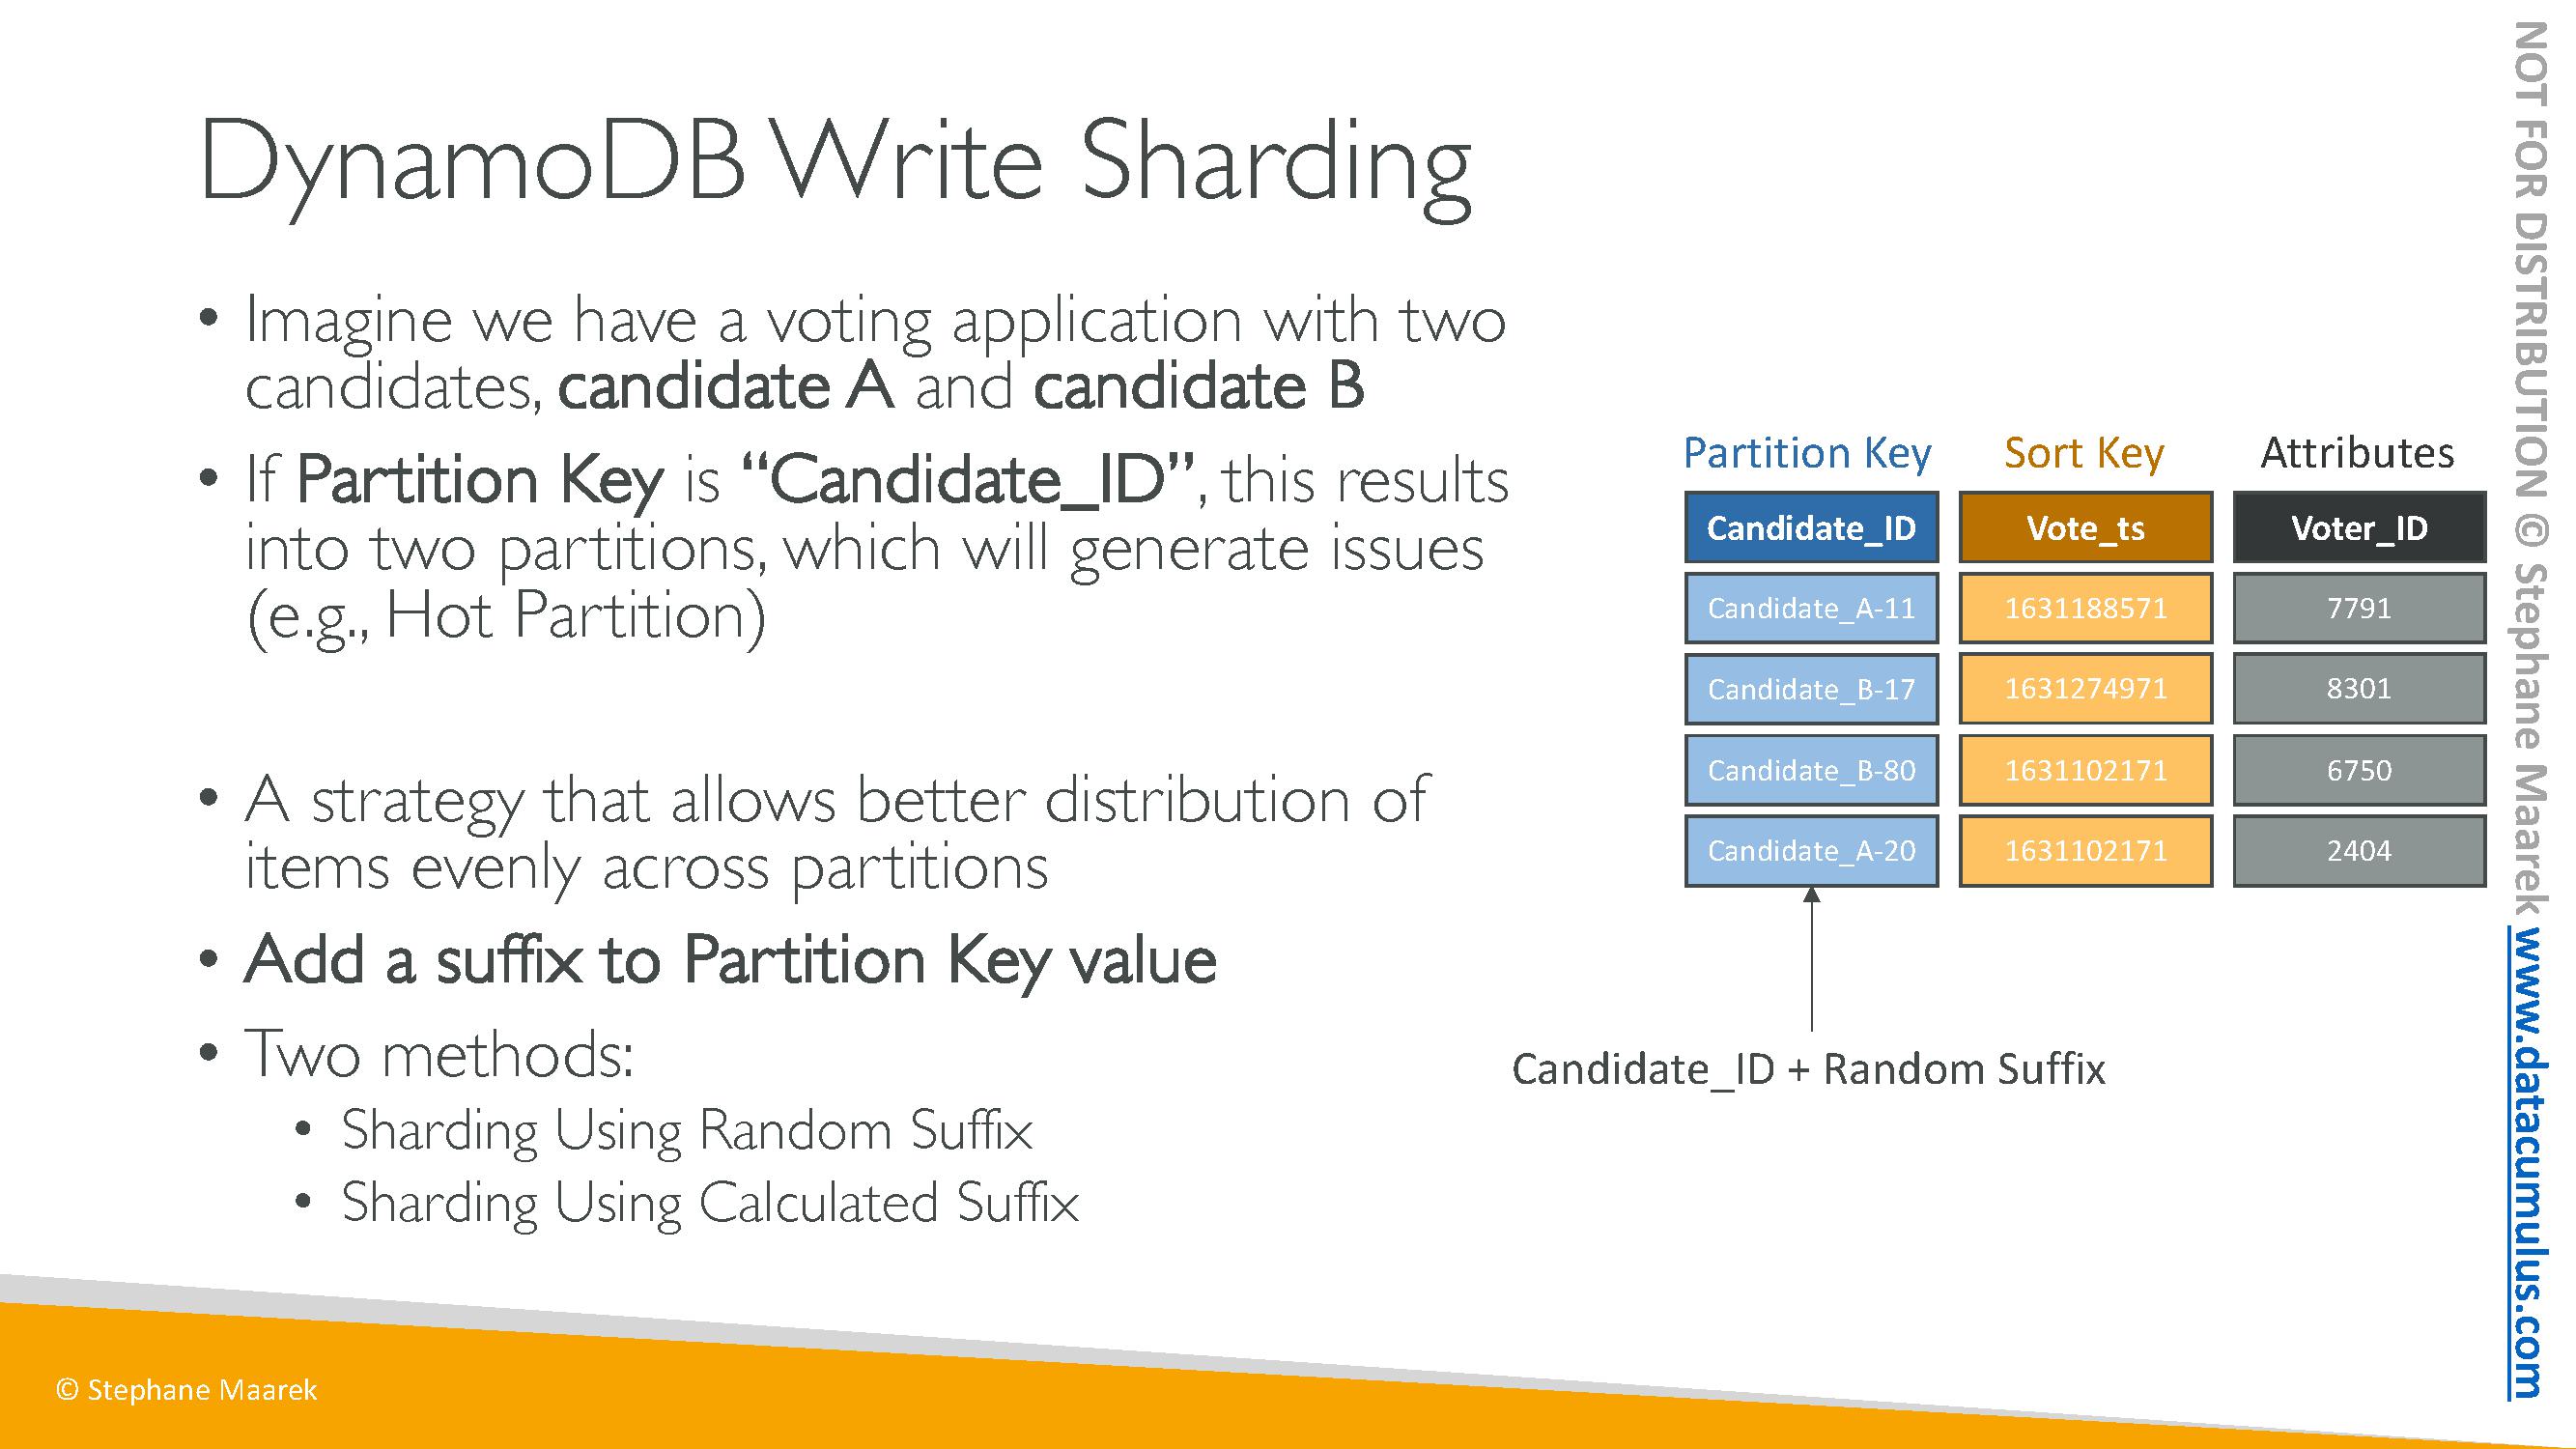 DynamoDB Write Sharding
• Imagine we have a voting application with two
candidates, candidate A and candidate B
• If Partition Key is “Candidate_ID”, this results
into two partitions, which will generate issues
(e.g., Hot Partition)
• A strategy that allows better distribution of
items evenly across partitions
• Add a suffix to Partition Key value
• Two methods:
• Sharding Using Random Suffix
• Sharding Using Calculated Suffix
Partition Key Sort Key Attributes
Candidate_ID Vote_ts Voter_ID
Candidate_A-11 1631188571 7791
Candidate_B-17 1631274971 8301
Candidate_B-80 1631102171 6750
Candidate_A-20 1631102171 2404
Candidate_ID + Random Suffix
© Stephane Maarek
NOT FOR DISTRIBUTION © Stephane Maarek www.datacumulus.com